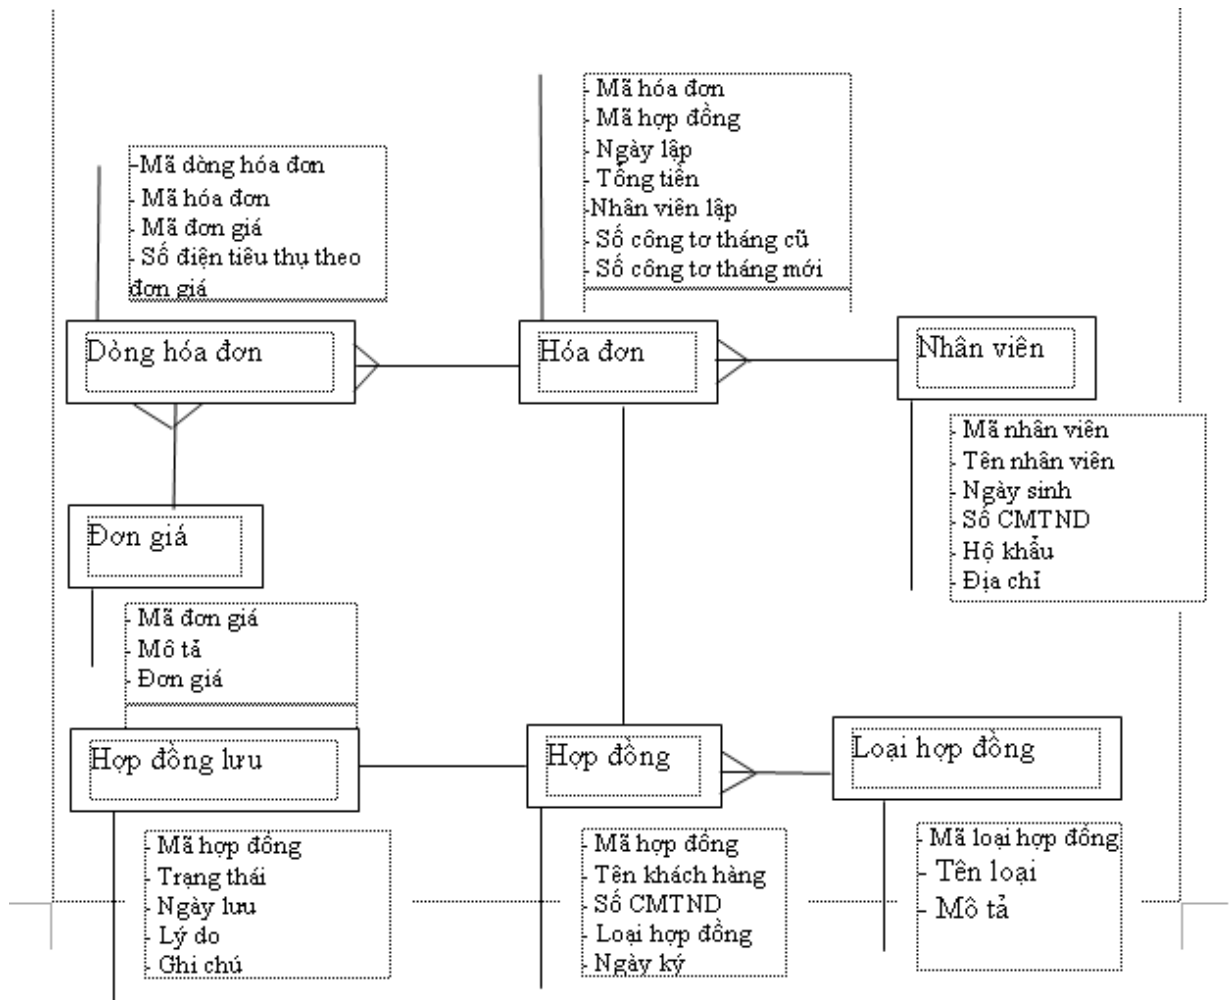 - Mã hóa đơn
- Mã hợp đồng
- Ngày lập
- Tổng tiền
-Nhân viên lập
- Số công tơ tháng cũ
- Số công tơ tháng mới
-Mã dòng hóa đơn
- Mã hóa đơn
- Mã đơn giá
- Số điện tiêu thụ theo
đơn giá
Dòng hóa đơn
Hóa đơn
Nhân viên
- Mã nhân viên
- Tên nhân viên
- Ngày sinh
- Số CMTND
- Hộ khẩu
- Địa chỉ
Đơn giá
- Mã đơn giá
- Mô tả
- Đơn giá
Hợp đồng lưu
Hợp đồng
Loại hợp đồng
- Mã hợp đồng
- Trạng thái
- Ngày lưu
- Lý do
- Ghi chú
- Mã hợp đồng
- Tên khách hàng
- Số CMTND
- Loại hợp đồng
- Ngày ký
- Mã loại hợp đồng
- Tên loại
- Mô tả